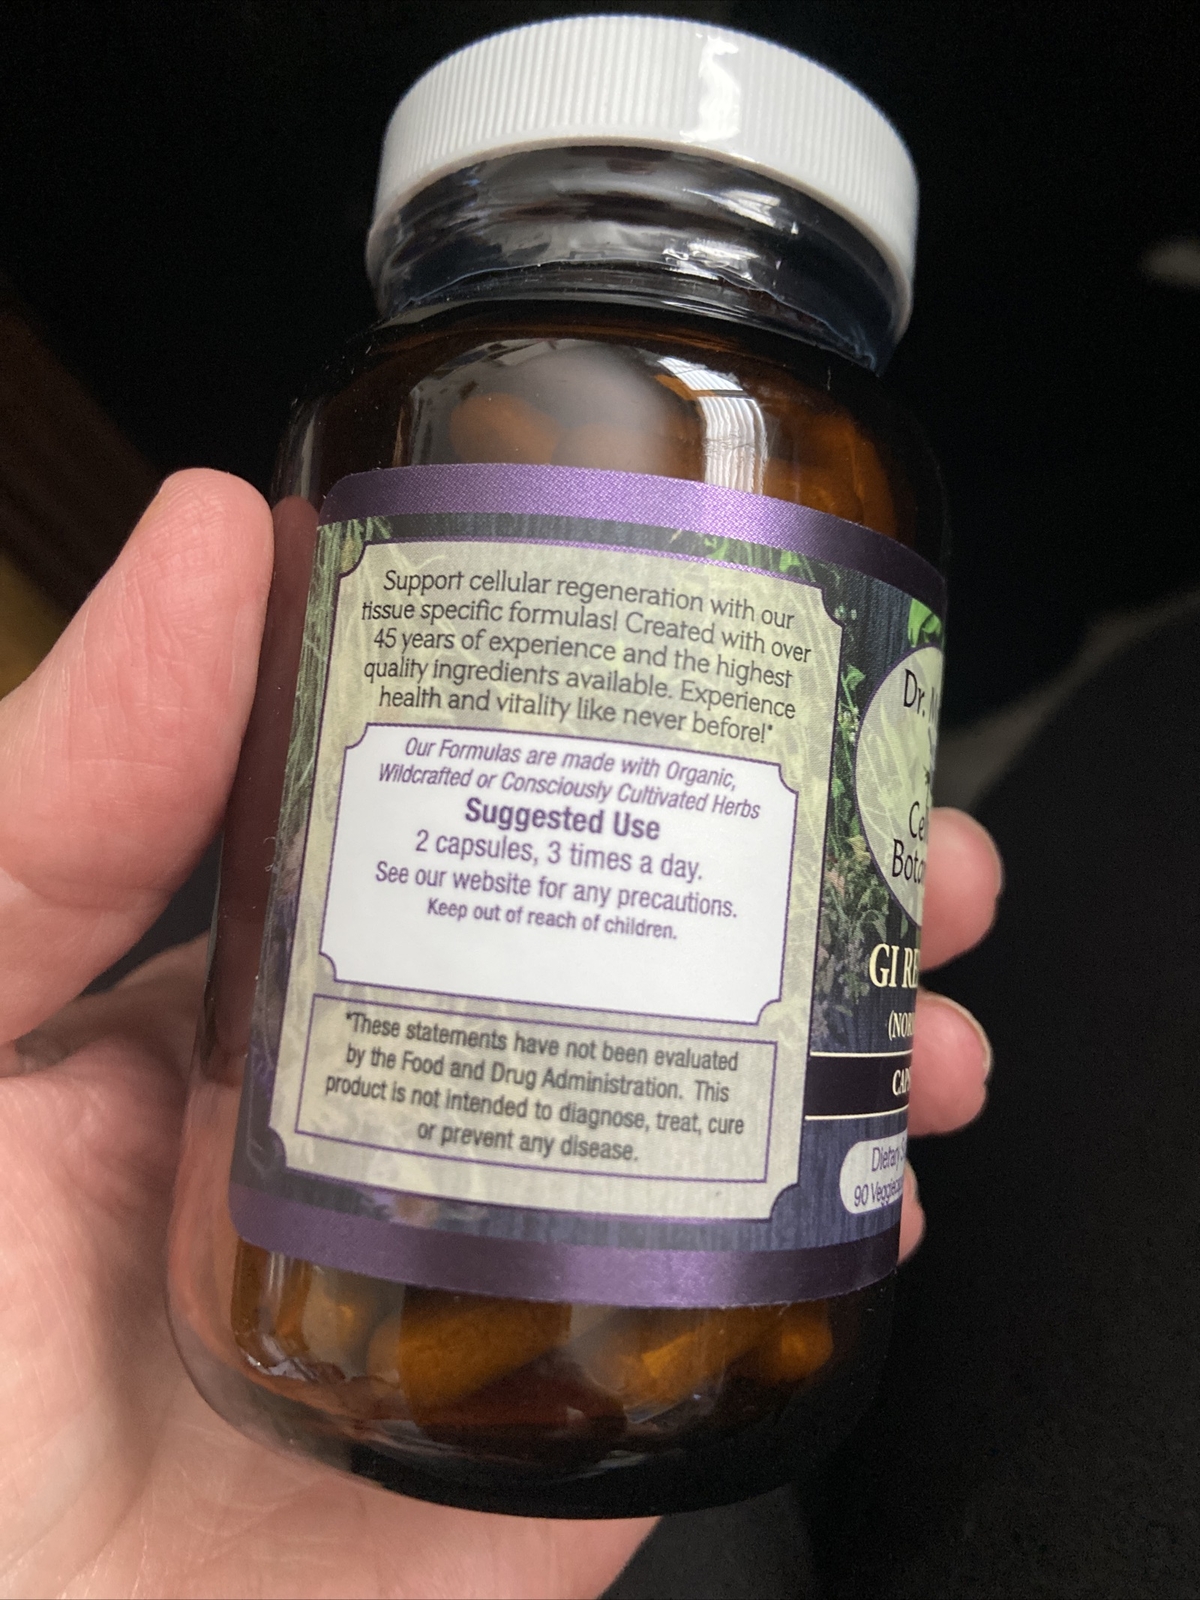 Support cellular regeneration with our
tissue specific formulas! Created with over
45 years of experience and the highest
quality ingredients available. Experience
health and vitality like never before!*
Our Formulas are made with Organic,
Wildcrafted or Consciously Cultivated Herbs
Suggested Use
2 capsules, 3 times a day.
See our website for any precautions.
Keep out of reach of children.
*These statements have not been evaluated
by the Food and Drug Administration. This
product is not intended to diagnose, treat, cure
or prevent any disease.
Dr.
GI
90